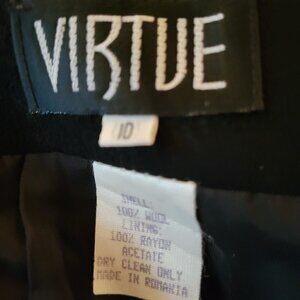 VIRTUE
10
SHELL:
100% WOOL
LINING:
100% RAYON
ACETATE
DRY CLEAN ONLY
MADE IN ROMANIA